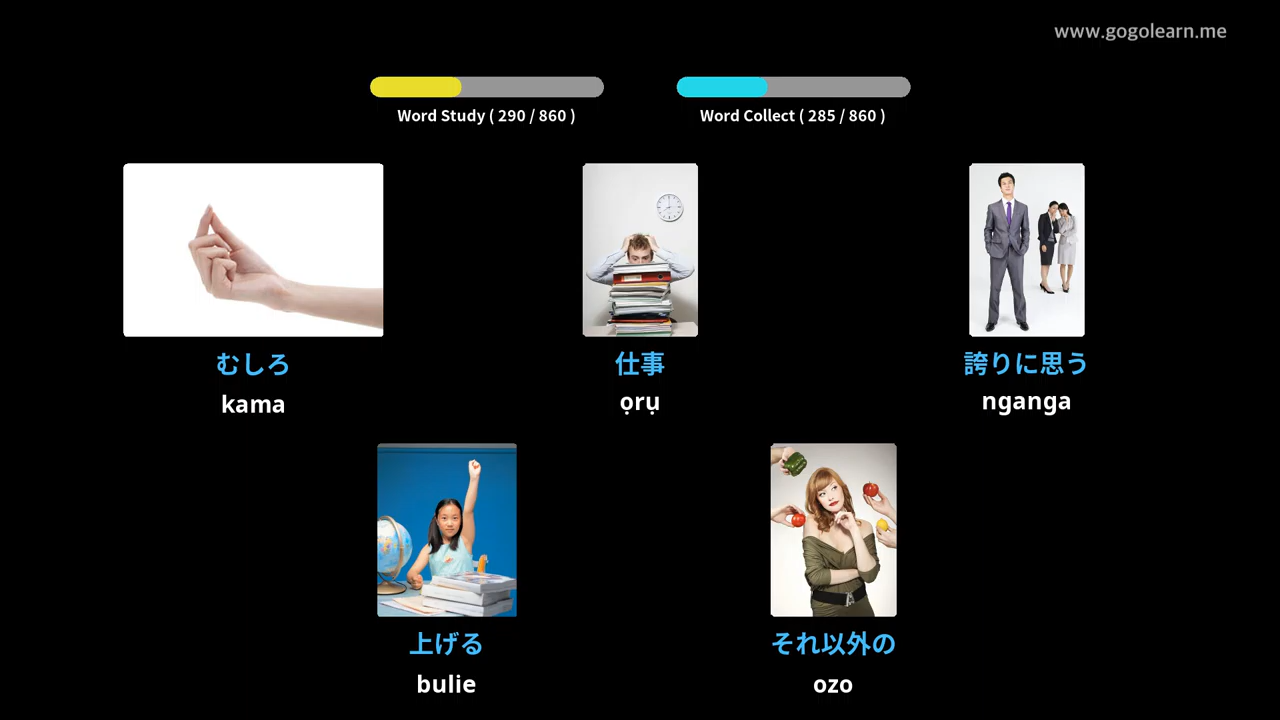 www.gogolearn.me
Word Study ( 290 / 860 )
Word Collect ( 285 / 860 )
むしろ
kama
仕事
ọrụ
誇りに思う
nganga
上げる
bulie
それ以外の
ozo